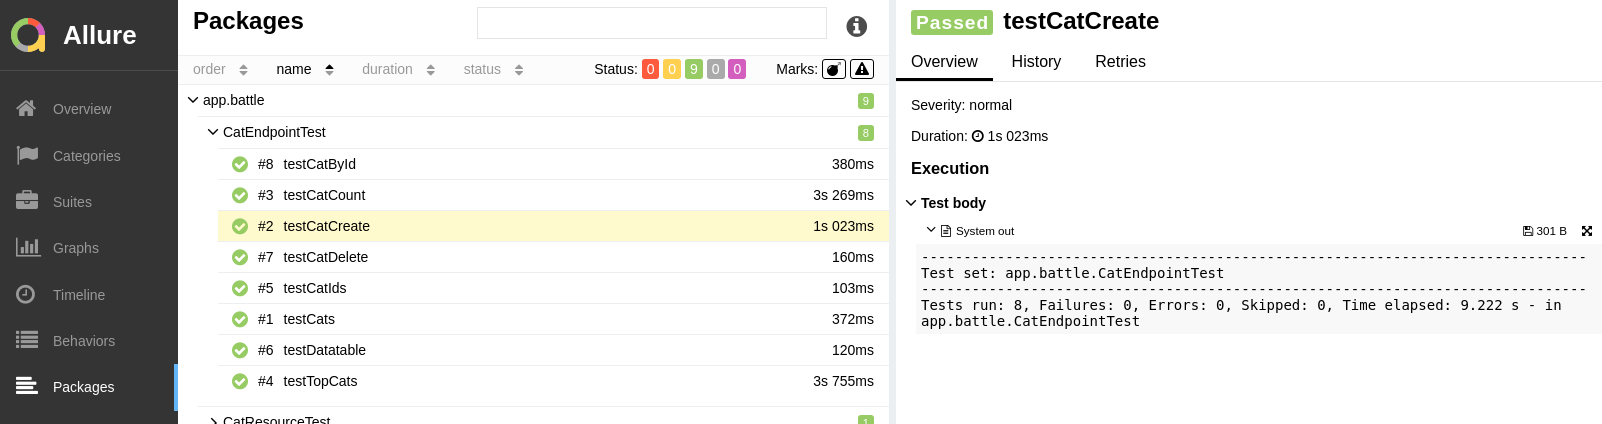 Allure
Overview
Categories
Suites
Graphs
Timeline
Behaviors
Packages
Packages
order name duration status Status: 0 0 9 0 0 Marks:
app.battle 9
CatEndpointTest 8
#8 testCatById 380ms
#3 testCatCount 3s 269ms
#2 testCatCreate 1s 023ms
#7 testCatDelete 160ms
#5 testCatIds 103ms
#1 testCats 372ms
#6 testDatatable 120ms
#4 testTopCats 3s 755ms
CatResourceTest 1
Passed testCatCreate
Overview History Retries
Severity: normal
Duration: 1s 023ms
Execution
Test body
System out 301 B
-------------------------------------------------------------------------------
Test set: app.battle.CatEndpointTest
-------------------------------------------------------------------------------
Tests run: 8, Failures: 0, Errors: 0, Skipped: 0, Time elapsed: 9.222 s - in
app.battle.CatEndpointTest